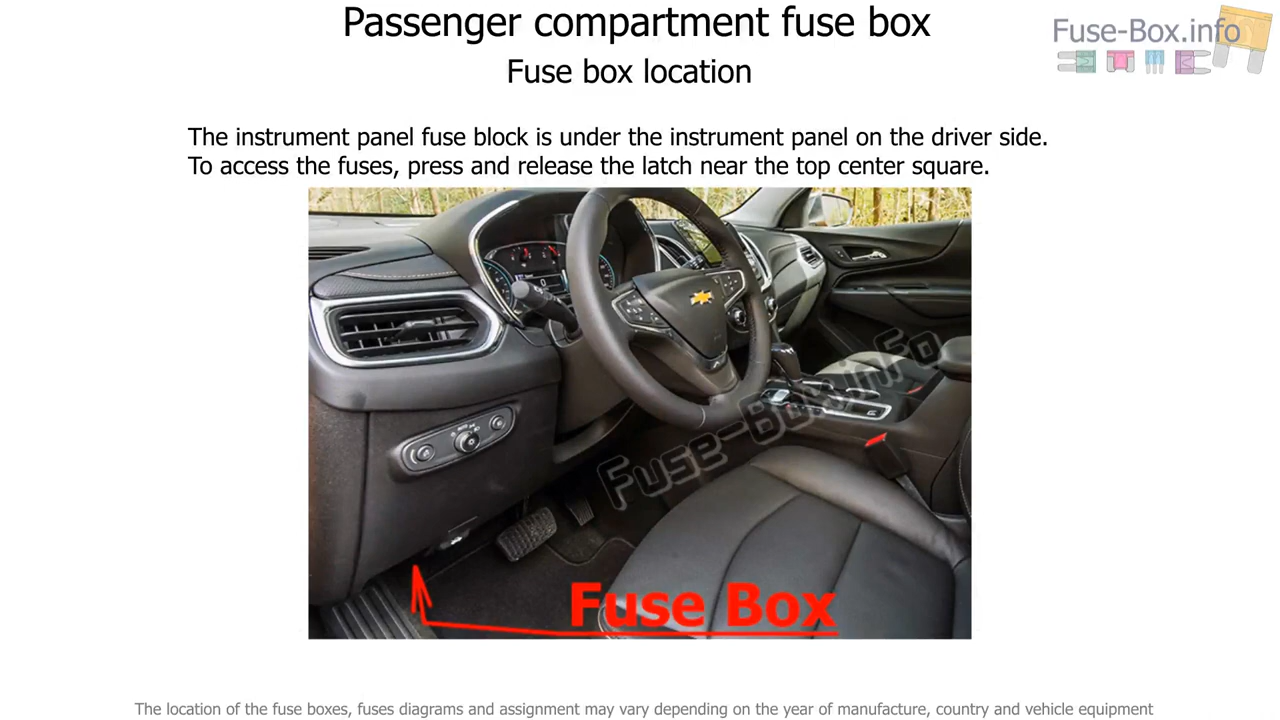 Passenger compartment fuse box
Fuse-Box.info
Fuse box location
The instrument panel fuse block is under the instrument panel on the driver side.
To access the fuses, press and release the latch near the top center square.
Fuse-Box.info
Fuse Box
The location of the fuse boxes, fuses diagrams and assignment may vary depending on the year of manufacture, country and vehicle equipment